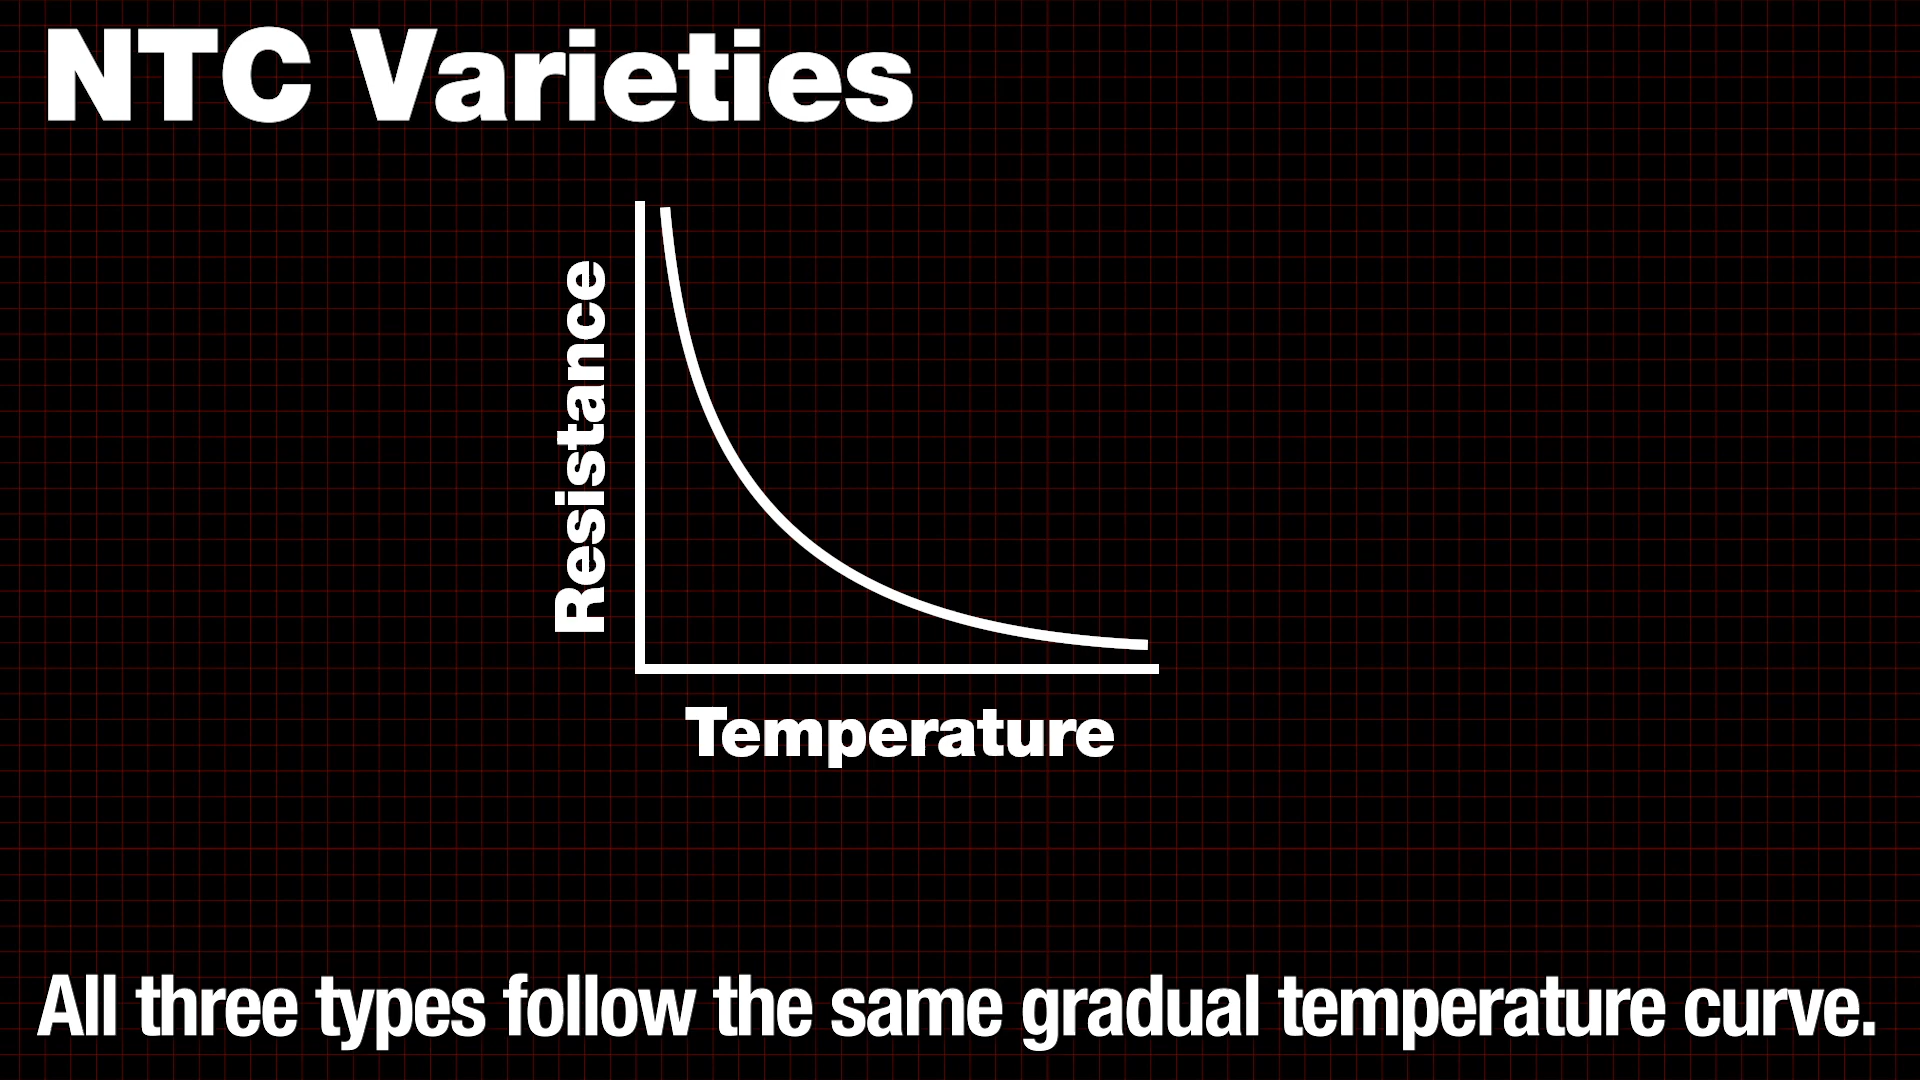 NTC Varieties
Resistance
Temperature
All three types follow the same gradual temperature curve.